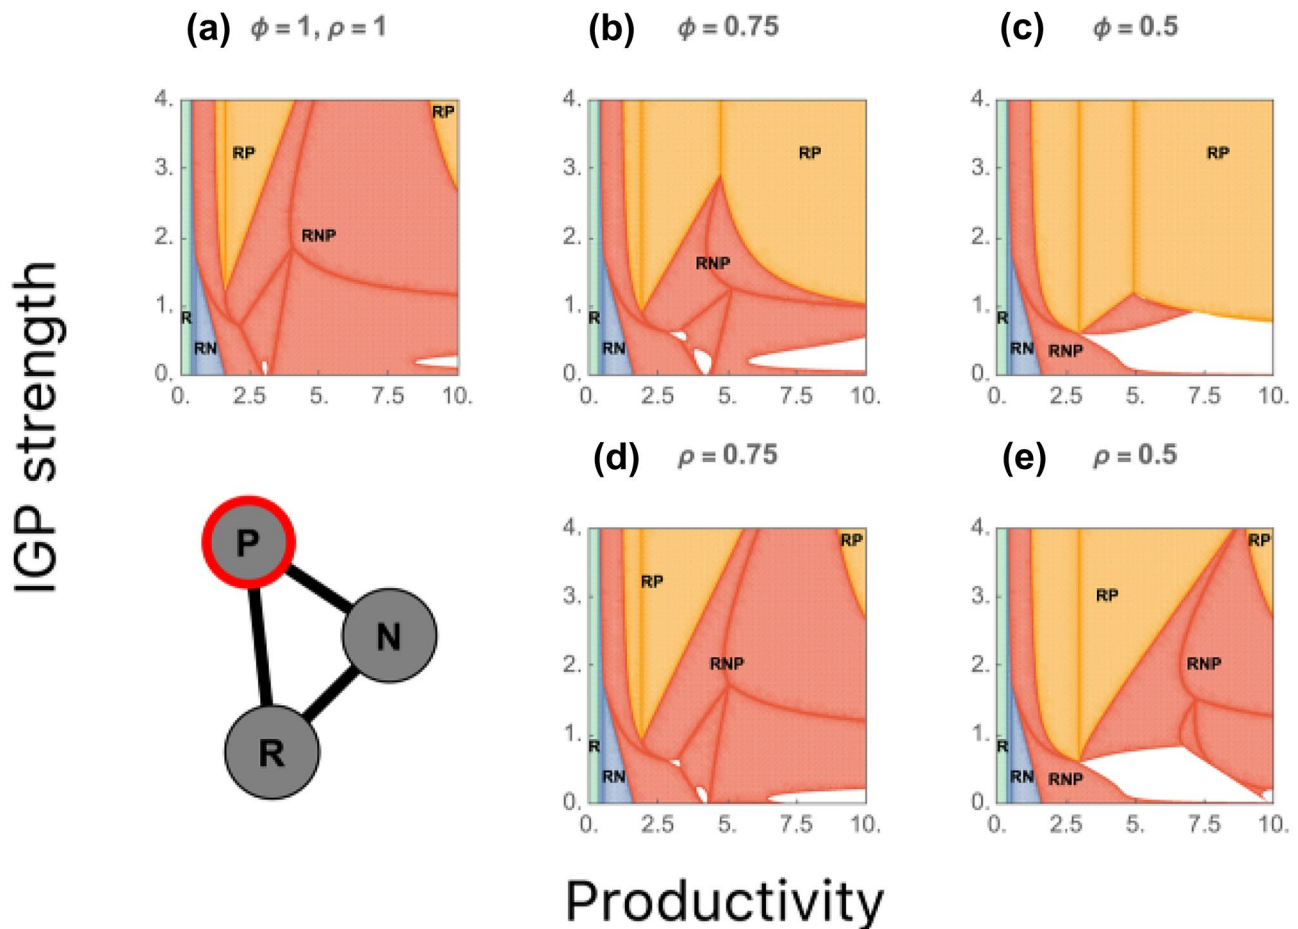 (a) ϕ = 1, ρ = 1
(b) ϕ = 0.75
(c) ϕ = 0.5
IGP strength
4.
3.
2.
1.
0.
0. 2.5 5. 7.5 10.
R
RN
RP
RNP
RP
4.
3.
2.
1.
0.
0. 2.5 5. 7.5 10.
R
RN
RNP
RP
4.
3.
2.
1.
0.
0. 2.5 5. 7.5 10.
R
RN
RNP
RP
P
N
R
(d) ρ = 0.75
(e) ρ = 0.5
4.
3.
2.
1.
0.
0. 2.5 5. 7.5 10.
R
RN
RP
RNP
RP
4.
3.
2.
1.
0.
0. 2.5 5. 7.5 10.
R
RN
RNP
RP
RNP
RP
Productivity